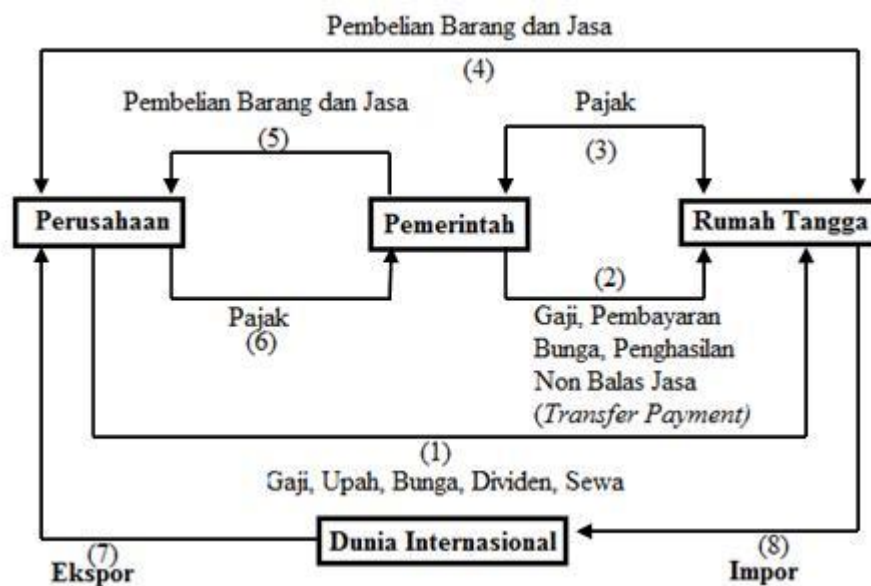 Pembelian Barang dan Jasa
(4)
Pembelian Barang dan Jasa
(5)
Pajak
(3)
Perusahaan
Pemerintah
Rumah Tangga
Pajak
(6)
(2)
Gaji, Pembayaran
Bunga, Penghasilan
Non Balas Jasa
(Transfer Payment)
(1)
Gaji, Upah, Bunga, Dividen, Sewa
Dunia Internasional
(7)
Ekspor
(8)
Impor